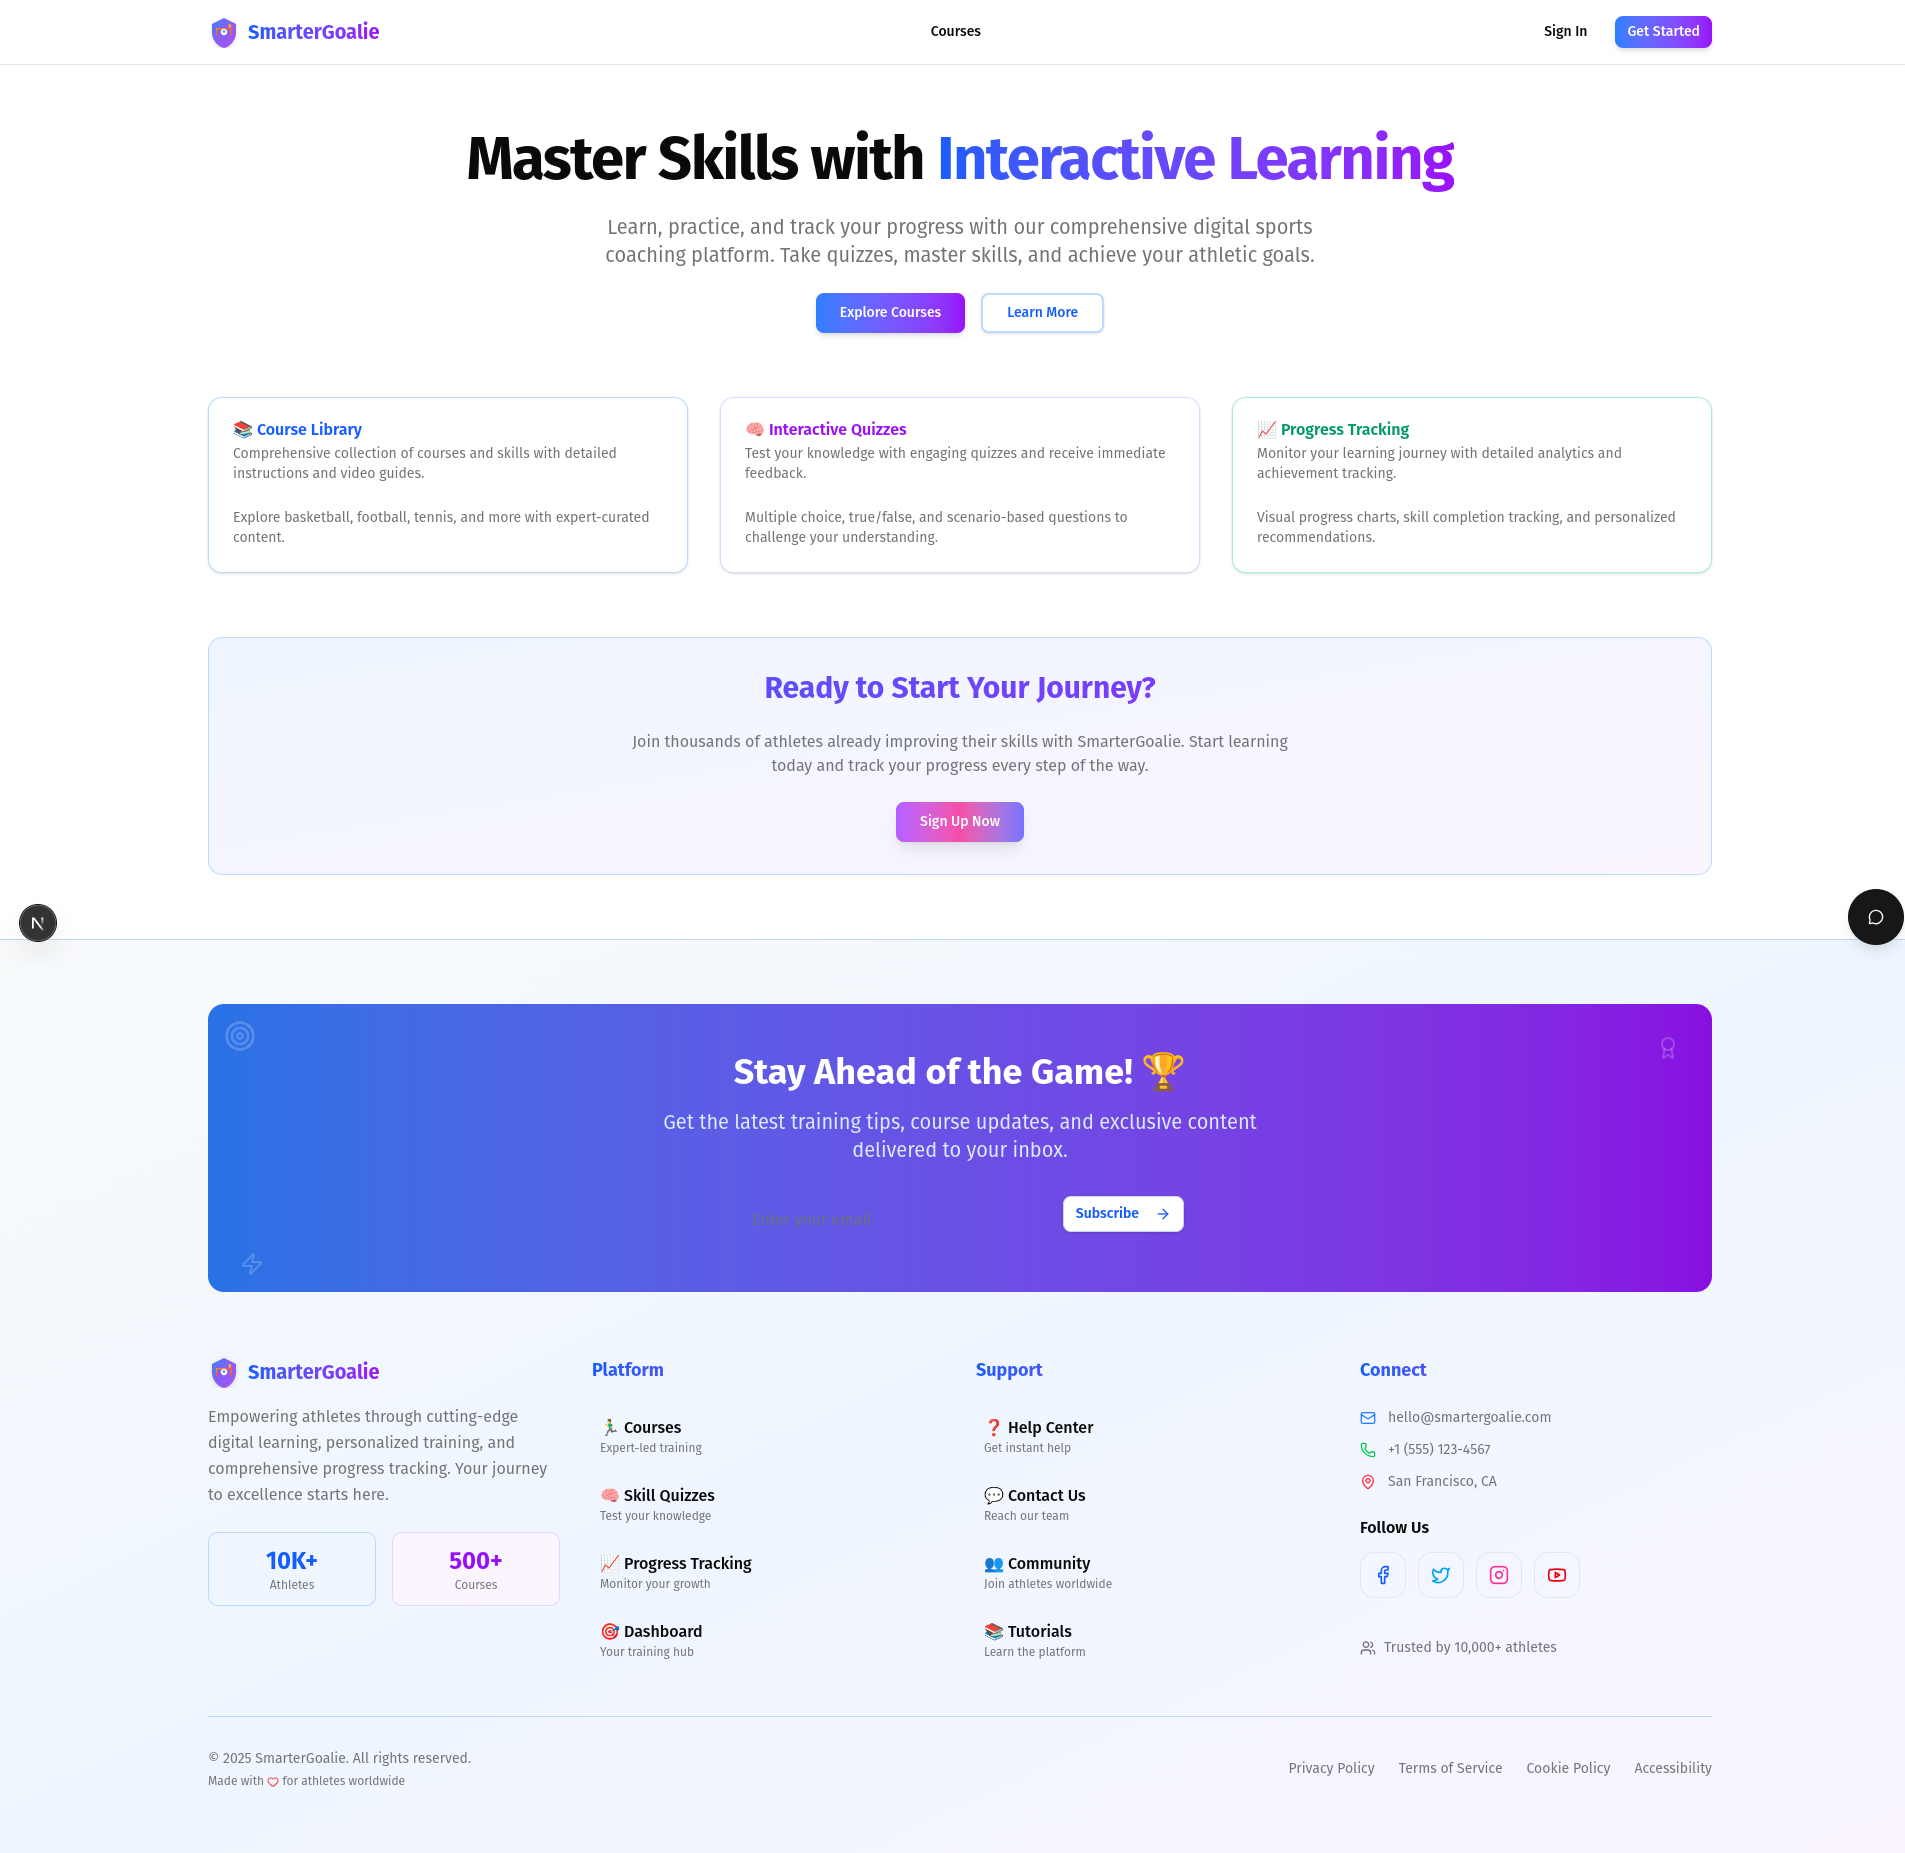 SmarterGoalie
Courses
Sign In
Get Started
Master Skills with Interactive Learning
Learn, practice, and track your progress with our comprehensive digital sports
coaching platform. Take quizzes, master skills, and achieve your athletic goals.
Explore Courses
Learn More
📚 Course Library
Comprehensive collection of courses and skills with detailed
instructions and video guides.
Explore basketball, football, tennis, and more with expert-curated
content.
🧠 Interactive Quizzes
Test your knowledge with engaging quizzes and receive immediate
feedback.
Multiple choice, true/false, and scenario-based questions to
challenge your understanding.
📈 Progress Tracking
Monitor your learning journey with detailed analytics and
achievement tracking.
Visual progress charts, skill completion tracking, and personalized
recommendations.
Ready to Start Your Journey?
Join thousands of athletes already improving their skills with SmarterGoalie. Start learning
today and track your progress every step of the way.
Sign Up Now
N
Stay Ahead of the Game! 🏆
Get the latest training tips, course updates, and exclusive content
delivered to your inbox.
Enter your email
Subscribe
SmarterGoalie
Empowering athletes through cutting-edge
digital learning, personalized training, and
comprehensive progress tracking. Your journey
to excellence starts here.
10K+
Athletes
500+
Courses
Platform
🏃‍♂️ Courses
Expert-led training
🧠 Skill Quizzes
Test your knowledge
📈 Progress Tracking
Monitor your growth
🎯 Dashboard
Your training hub
Support
❓ Help Center
Get instant help
💬 Contact Us
Reach our team
👥 Community
Join athletes worldwide
📚 Tutorials
Learn the platform
Connect
hello@smartergoalie.com
+1 (555) 123-4567
San Francisco, CA
Follow Us
Trusted by 10,000+ athletes
© 2025 SmarterGoalie. All rights reserved.
Made with for athletes worldwide
Privacy Policy
Terms of Service
Cookie Policy
Accessibility